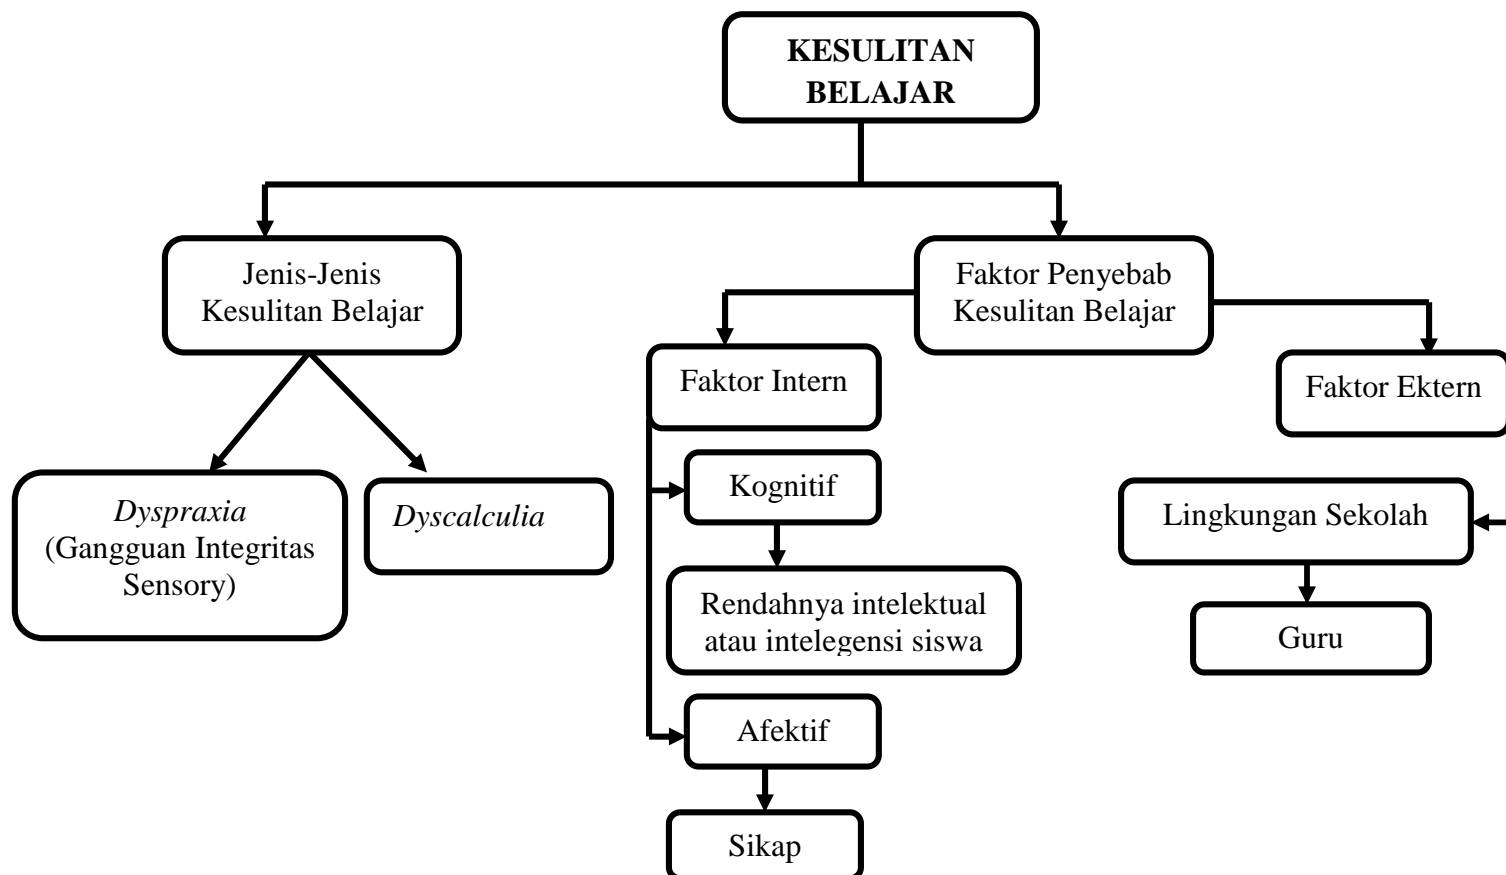 KESULITAN
BELAJAR
Jenis-Jenis
Kesulitan Belajar
Faktor Penyebab
Kesulitan Belajar
Faktor Intern
Faktor Ektern
Dyspraxia
(Gangguan Integritas
Sensory)
Dyscalculia
Kognitif
Lingkungan Sekolah
Rendahnya intelektual
atau intelegensi siswa
Guru
Afektif
Sikap